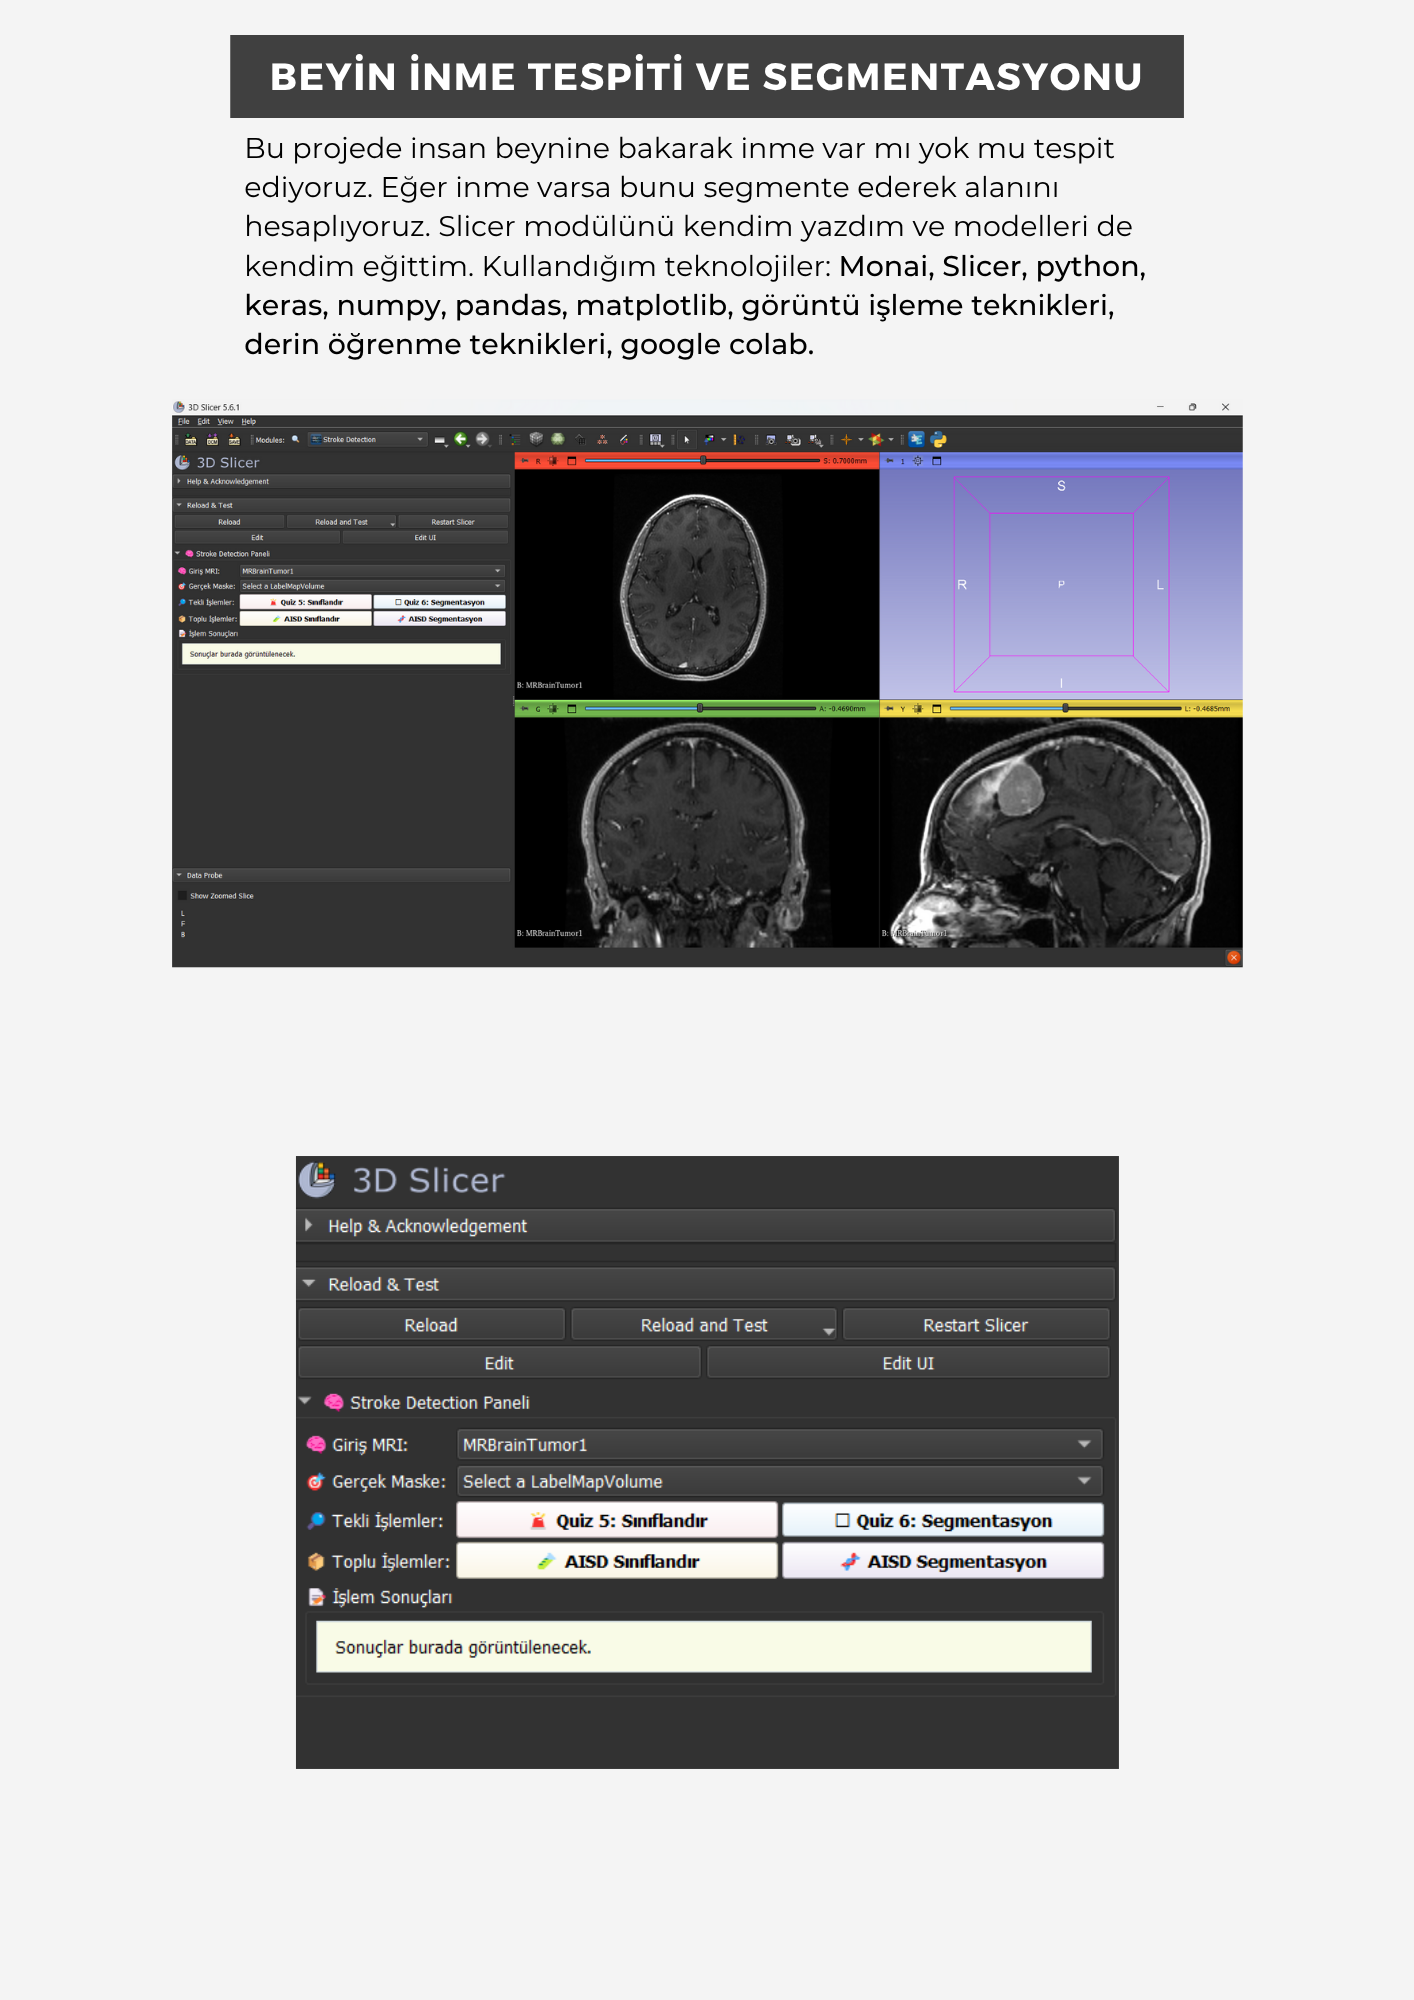 BEYİN İNME TESPİTİ VE SEGMENTASYONU
Bu projede insan beynine bakarak inme var mı yok mu tespit
ediyoruz. Eğer inme varsa bunu segmente ederek alanını
hesaplıyoruz. Slicer modülünü kendim yazdım ve modelleri de
kendim eğittim. Kullandığım teknolojiler: Monai, Slicer, python,
keras, numpy, pandas, matplotlib, görüntü işleme teknikleri,
derin öğrenme teknikleri, google colab.
3D Slicer 5.6.1
File Edit View Help
Modules: Stroke Detection
3D Slicer
Help & Acknowledgement
Reload & Test
Reload Reload and Test Restart Slicer
Edit Edit UI
Stroke Detection Paneli
Giriş MRI: MRBrainTumor1
Gerçek Maske: Select a LabelMapVolume
Tekli İşlemler: Quiz 5: Sınıflandır Quiz 6: Segmentasyon
Toplu İşlemler: AISD Sınıflandır AISD Segmentasyon
İşlem Sonuçları
Sonuçlar burada görüntülenecek.
Data Probe
Show Zoomed Slice
L
F
B
R S: 0.7000mm
B: MRBrainTumor1
1
S
R P L
I
G A: -0.4690mm
B: MRBrainTumor1
Y L: -0.4685mm
B: MRBrainTumor1
3D Slicer
Help & Acknowledgement
Reload & Test
Reload Reload and Test Restart Slicer
Edit Edit UI
Stroke Detection Paneli
Giriş MRI: MRBrainTumor1
Gerçek Maske: Select a LabelMapVolume
Tekli İşlemler: Quiz 5: Sınıflandır Quiz 6: Segmentasyon
Toplu İşlemler: AISD Sınıflandır AISD Segmentasyon
İşlem Sonuçları
Sonuçlar burada görüntülenecek.